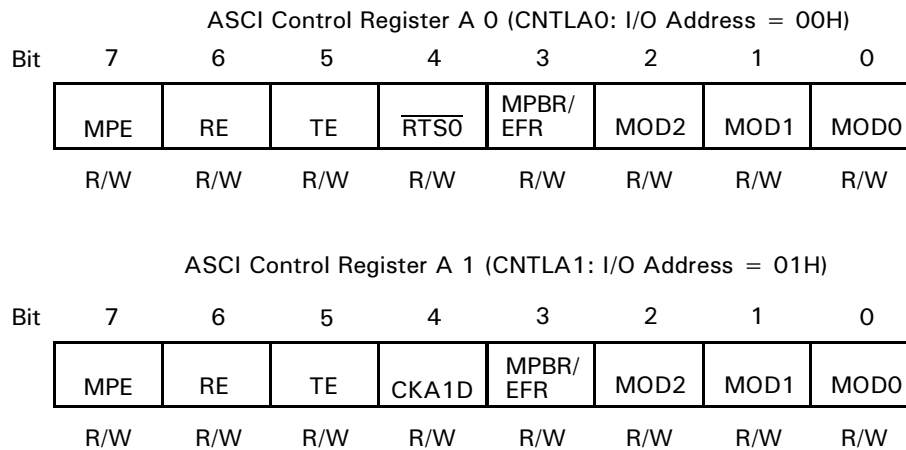 ASCI Control Register A 0 (CNTLA0: I/O Address = 00H)
Bit 7 6 5 4 3 2 1 0
MPE RE TE R̅T̅S̅0̅ MPBR/EFR MOD2 MOD1 MOD0
R/W R/W R/W R/W R/W R/W R/W R/W
ASCI Control Register A 1 (CNTLA1: I/O Address = 01H)
Bit 7 6 5 4 3 2 1 0
MPE RE TE CKA1D MPBR/EFR MOD2 MOD1 MOD0
R/W R/W R/W R/W R/W R/W R/W R/W